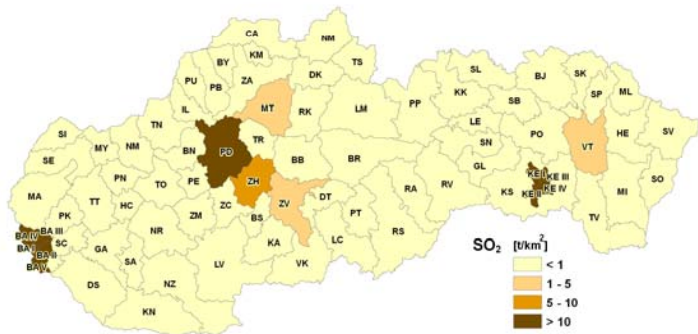 CA
NM
BY
KM
TS
PU
PB
ZA
DK
SL
BJ
SK
SP
ML
IL
MT
RK
LM
PP
KK
SB
TN
LE
PO
HE
SV
SI
MY
NM
BN
PD
TR
SN
VT
SE
BB
BR
GL
PN
TO
PE
ZH
RA
RV
KS
KE III
KE IV
KE II
MI
SO
MA
TT
HC
ZM
ZC
ZV
DT
PT
TV
PK
BS
BA IV
BA III
SC
GA
NR
KA
LC
RS
BA I
BA II
BA V
SA
LV
VK
DS
NZ
KN
SO₂ [t/km²]
< 1
1 - 5
5 - 10
> 10